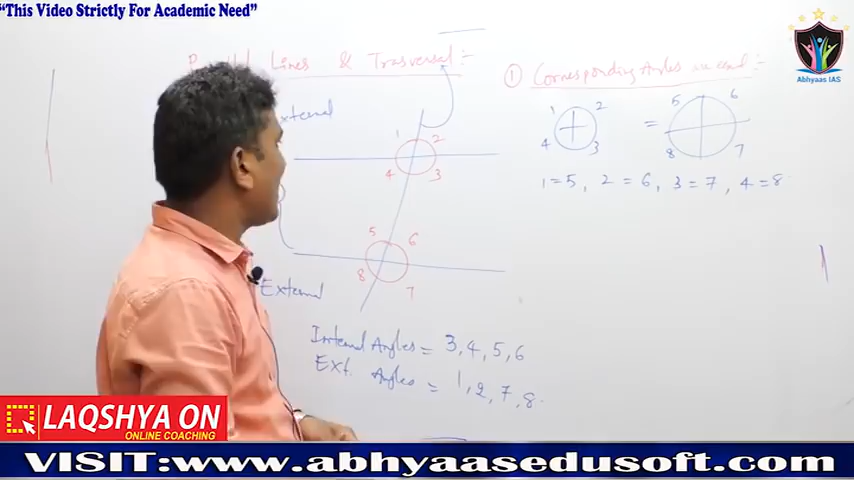 "This Video Strictly For Academic Need"
Lines & Trasversal :-
External
1 2
4 3
5 6
8 7
External
Internal Angles = 3, 4, 5, 6
Ext. Angles = 1, 2, 7, 8.
① Corresponding Angles :-
1 2
4 3
=
5 6
8 7
1 = 5, 2 = 6, 3 = 7, 4 = 8.
Abhyaas IAS
LAQSHYA ON
ONLINE COACHING
VISIT:www.abhyaasedusoft.com